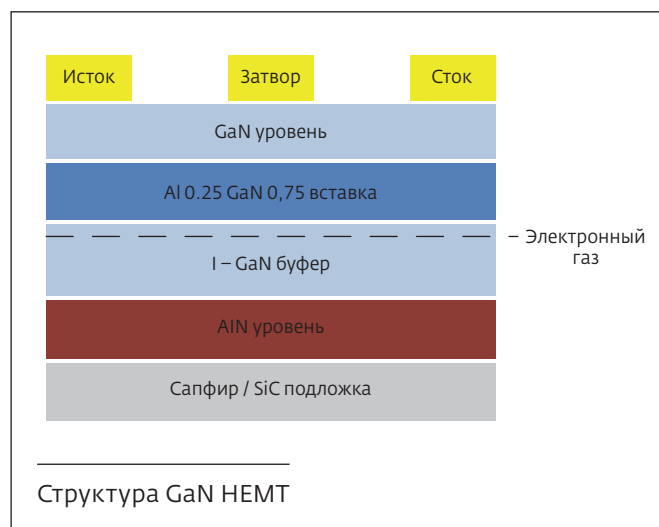 Исток Затвор Сток
GaN уровень
Al 0.25 GaN 0,75 вставка
– Электронный
газ
I – GaN буфер
AlN уровень
Сапфир / SiC подложка
Структура GaN HEMT